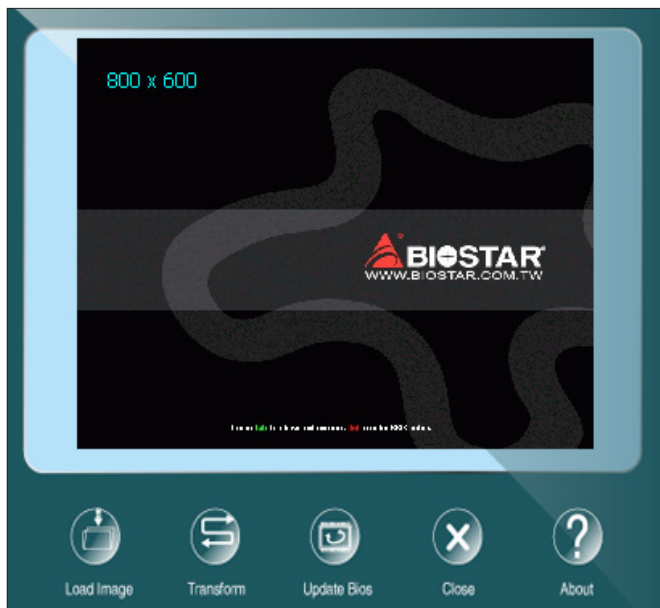 800 x 600
BIOSTAR
WWW.BIOSTAR.COM.TW
Load Image
Transform
Update Bios
Close
About